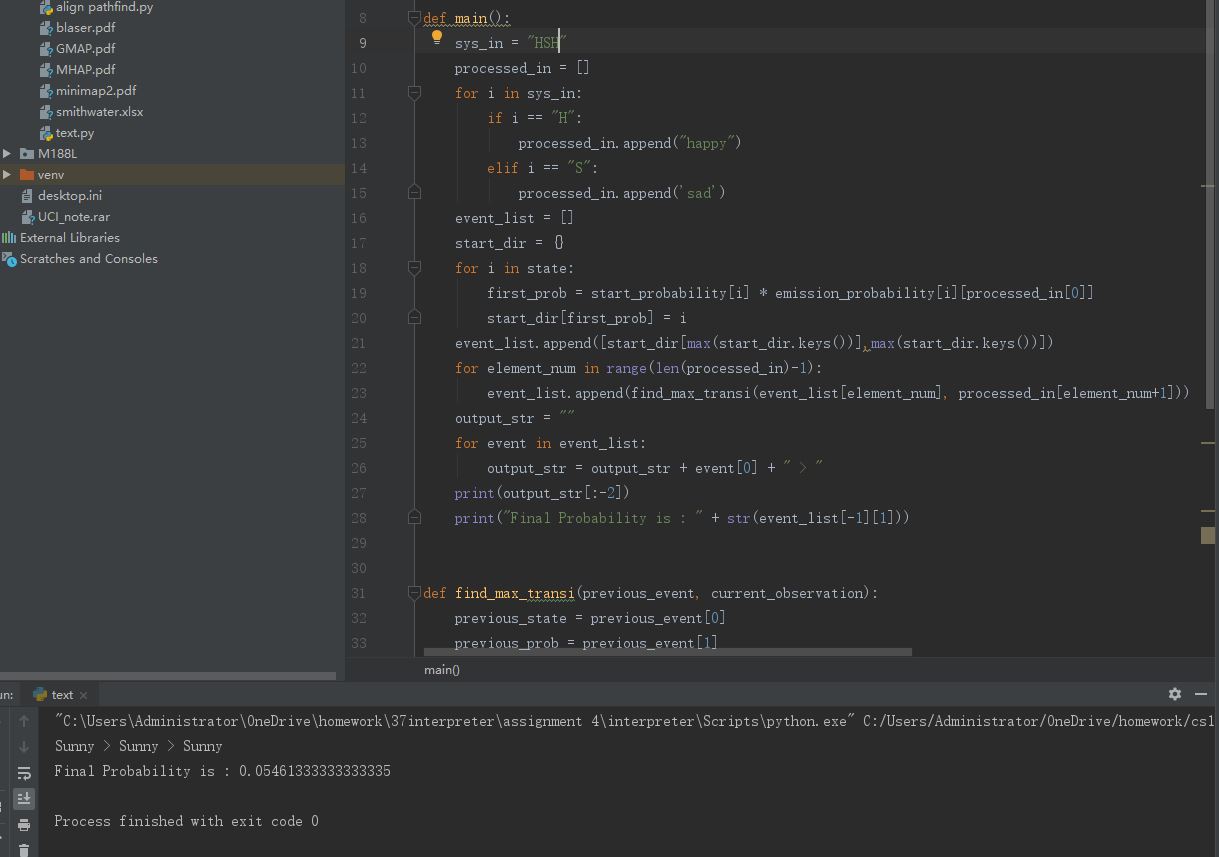 align pathfind.py
blaser.pdf
GMAP.pdf
MHAP.pdf
minimap2.pdf
smithwater.xlsx
text.py
M188L
venv
desktop.ini
UCI_note.rar
External Libraries
Scratches and Consoles
8 def main():
9 sys_in = "HSH"
10 processed_in = []
11 for i in sys_in:
12 if i == "H":
13 processed_in.append("happy")
14 elif i == "S":
15 processed_in.append('sad')
16 event_list = []
17 start_dir = {}
18 for i in state:
19 first_prob = start_probability[i] * emission_probability[i][processed_in[0]]
20 start_dir[first_prob] = i
21 event_list.append([start_dir[max(start_dir.keys())],max(start_dir.keys())])
22 for element_num in range(len(processed_in)-1):
23 event_list.append(find_max_transi(event_list[element_num], processed_in[element_num+1]))
24 output_str = ""
25 for event in event_list:
26 output_str = output_str + event[0] + " > "
27 print(output_str[:-2])
28 print("Final Probability is : " + str(event_list[-1][1]))
29
30
31 def find_max_transi(previous_event, current_observation):
32 previous_state = previous_event[0]
33 previous_prob = previous_event[1]
main()
un: text
"C:\Users\Administrator\OneDrive\homework\37interpreter\assignment 4\interpreter\Scripts\python.exe" C:/Users/Administrator/OneDrive/homework/cs1
Sunny > Sunny > Sunny
Final Probability is : 0.05461333333333335
Process finished with exit code 0